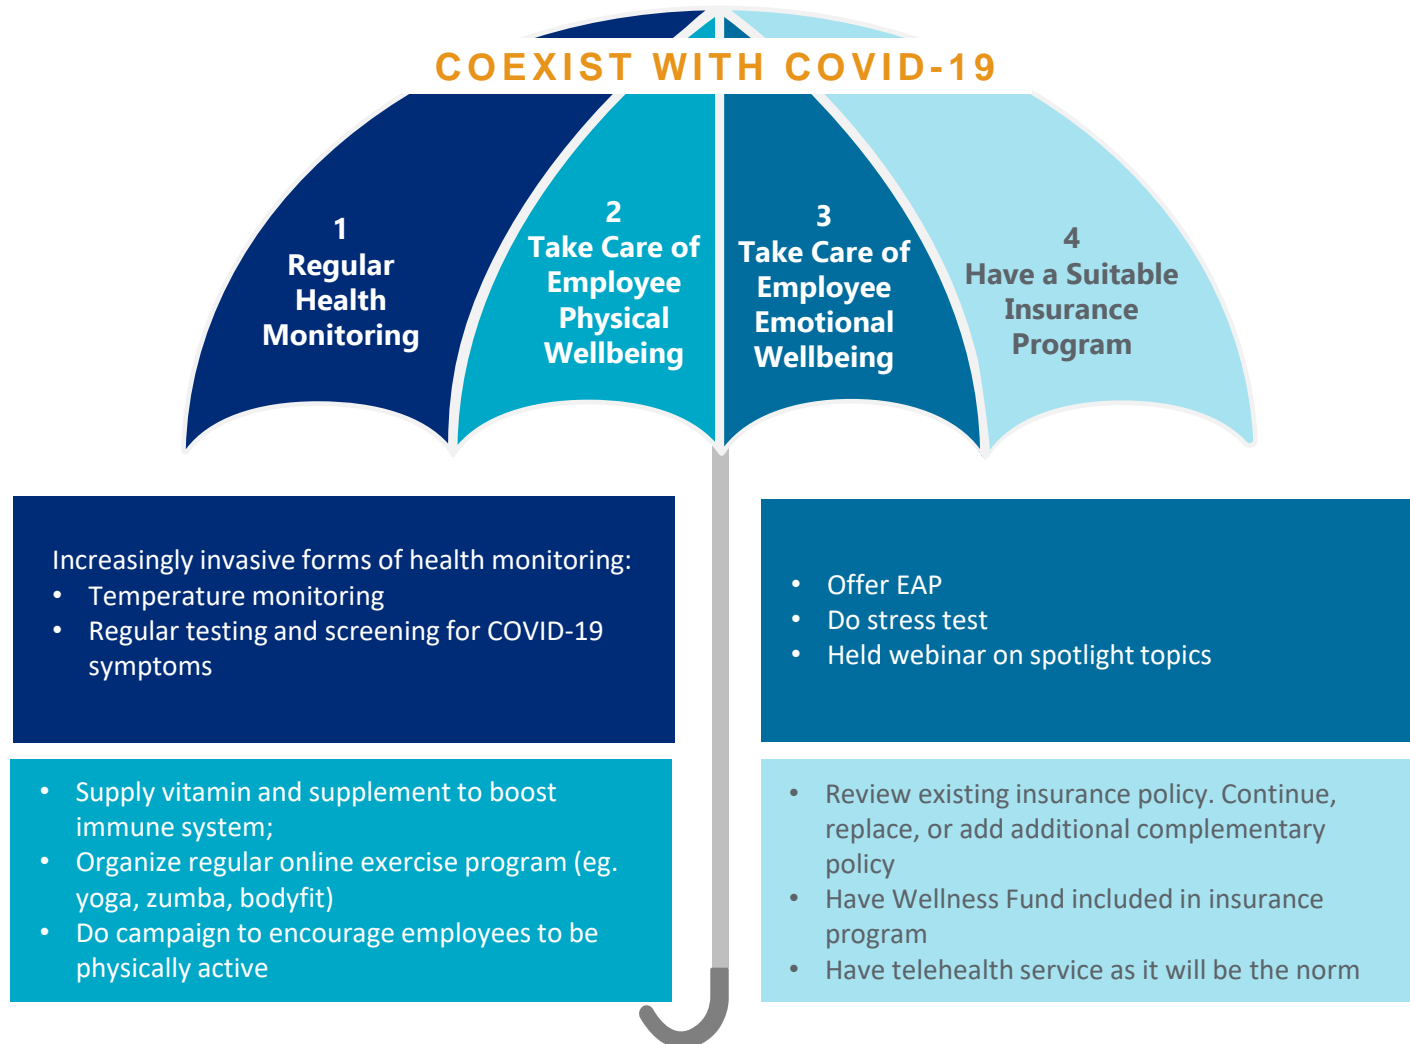 COEXIST WITH COVID-19
1
Regular
Health
Monitoring
2
Take Care of
Employee
Physical
Wellbeing
3
Take Care of
Employee
Emotional
Wellbeing
4
Have a Suitable
Insurance
Program
Increasingly invasive forms of health monitoring:
• Temperature monitoring
• Regular testing and screening for COVID-19
symptoms
• Supply vitamin and supplement to boost
immune system;
• Organize regular online exercise program (eg.
yoga, zumba, bodyfit)
• Do campaign to encourage employees to be
physically active
• Offer EAP
• Do stress test
• Held webinar on spotlight topics
• Review existing insurance policy. Continue,
replace, or add additional complementary
policy
• Have Wellness Fund included in insurance
program
• Have telehealth service as it will be the norm